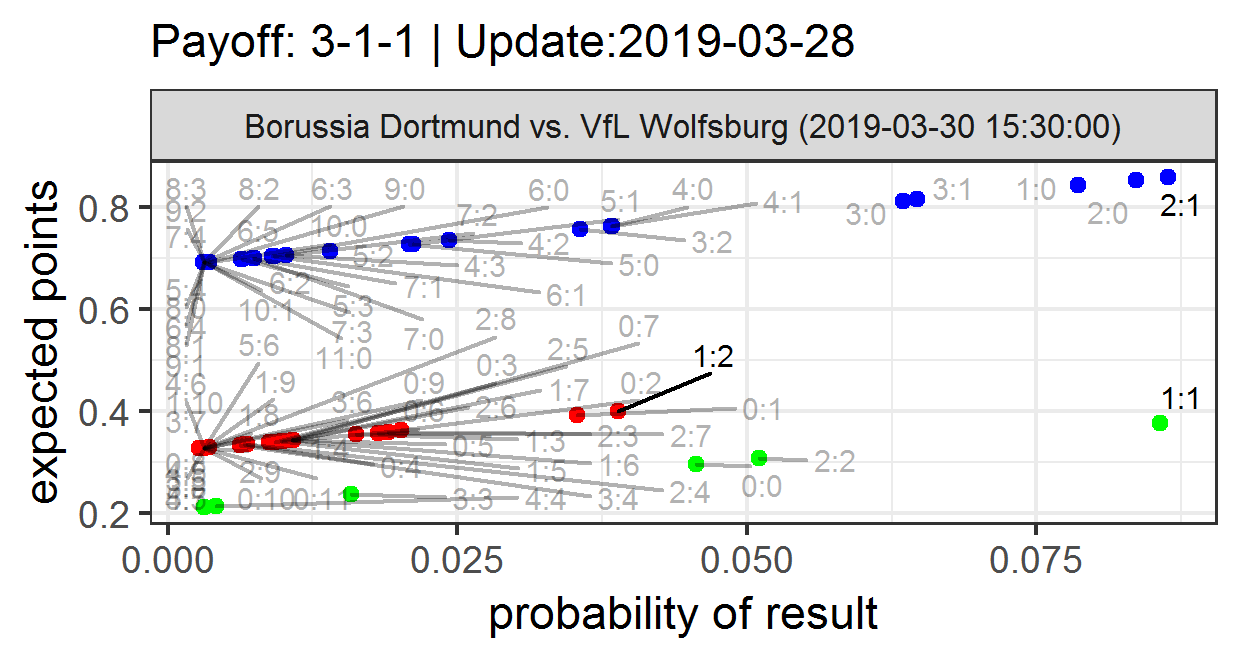 Payoff: 3-1-1 | Update:2019-03-28
Borussia Dortmund vs. VfL Wolfsburg (2019-03-30 15:30:00)
expected points
0.8
0.6
0.4
0.2
8:3 8:2 6:3 9:0 6:0 5:1 4:0 4:1 3:1 1:0
9:2 7:2 3:0 2:0 2:1
6:5 10:0 4:2 3:2
5:2 4:3 5:0
6:2 7:1 6:1
10:1 5:3
7:3 7:0 2:8 0:7
5:6 11:0 0:3 2:5 1:2
4:6 1:9 0:9 1:7 0:2
1:10 3:6 0:6 2:6 0:1 1:1
1:8
1:4 0:5 1:3 2:3 2:7
2:9 0:4 1:5 1:6 2:2
0:10 0:11 3:3 4:4 3:4 2:4 0:0
0.000 0.025 0.050 0.075
probability of result